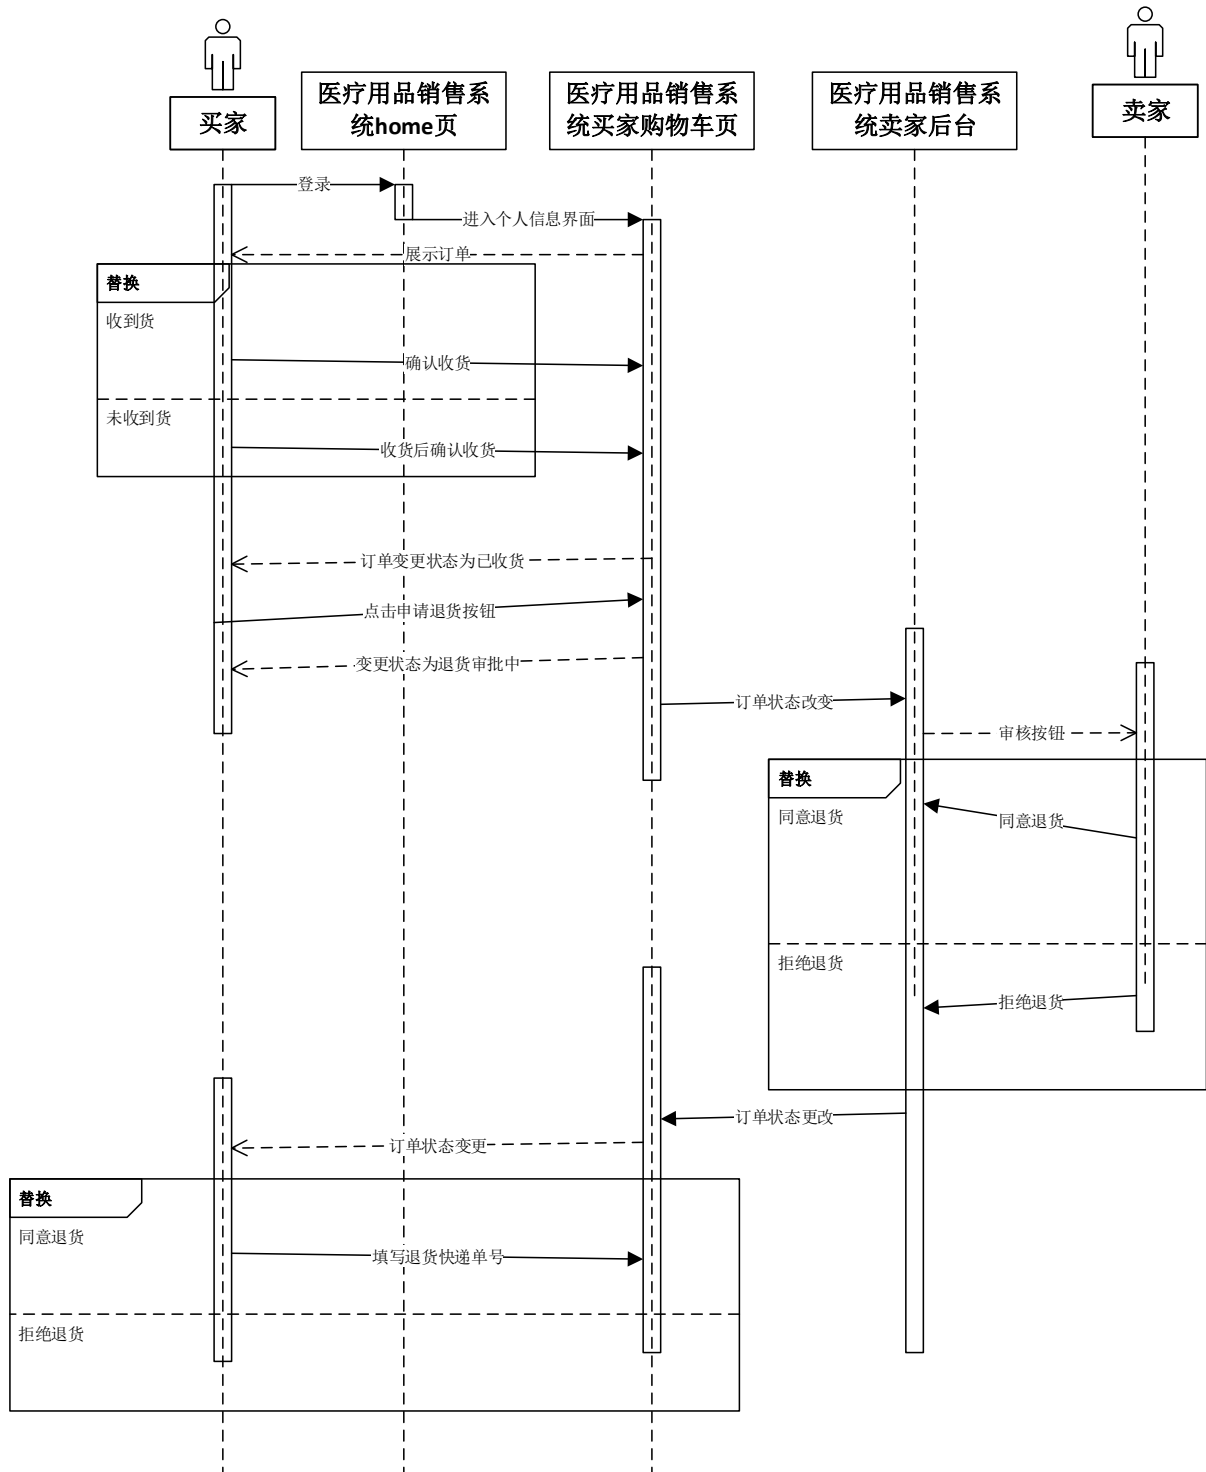 买家
医疗用品销售系
统home页
医疗用品销售系
统买家购物车页
医疗用品销售系
统卖家后台
卖家
登录
进入个人信息界面
展示订单
替换
收到货
确认收货
未收到货
收货后确认收货
订单变更状态为已收货
点击申请退货按钮
变更状态为退货审批中
订单状态改变
审核按钮
替换
同意退货
同意退货
拒绝退货
拒绝退货
订单状态更改
订单状态变更
替换
同意退货
填写退货快递单号
拒绝退货